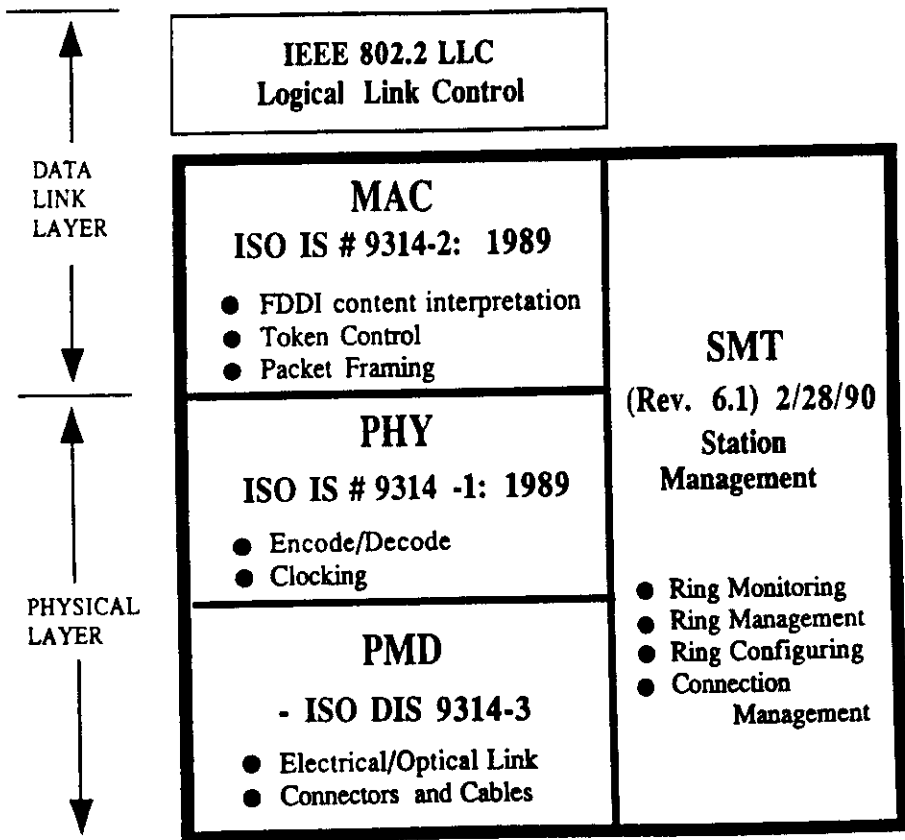 IEEE 802.2 LLC
Logical Link Control
DATA
LINK
LAYER
MAC
ISO IS # 9314-2: 1989
● FDDI content interpretation
● Token Control
● Packet Framing
PHY
ISO IS # 9314 -1: 1989
● Encode/Decode
● Clocking
PHYSICAL
LAYER
PMD
- ISO DIS 9314-3
● Electrical/Optical Link
● Connectors and Cables
SMT
(Rev. 6.1) 2/28/90
Station
Management
● Ring Monitoring
● Ring Management
● Ring Configuring
● Connection
Management